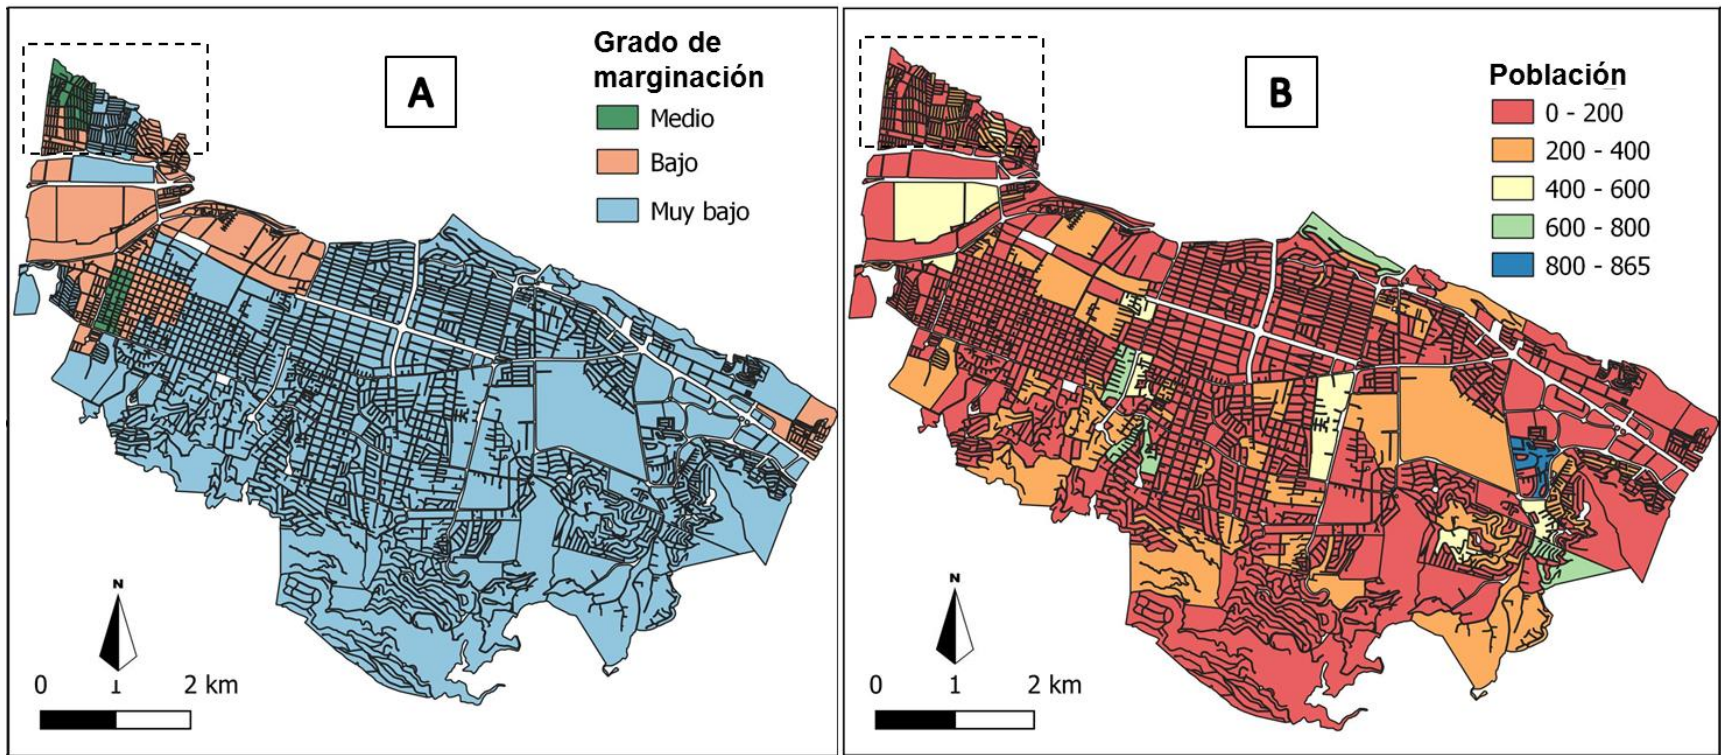 A
Grado de
marginación
Medio
Bajo
Muy bajo
N
0 1 2 km
B
Población
0 - 200
200 - 400
400 - 600
600 - 800
800 - 865
N
0 1 2 km